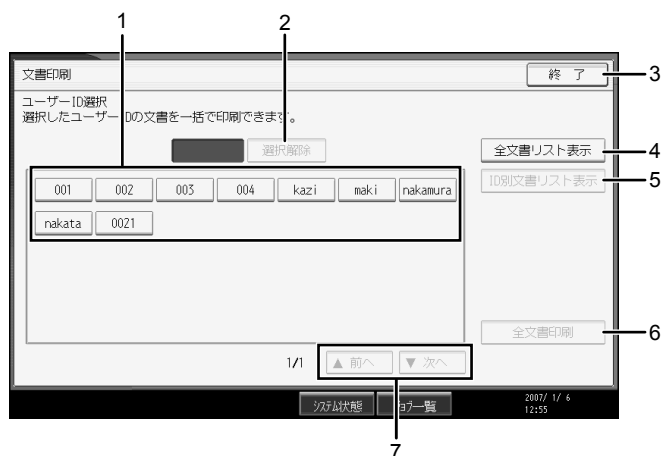 1 2
文書印刷 終 了 3
ユーザーID選択
選択したユーザーIDの文書を一括で印刷できます。
選択解除 全文書リスト表示 4
ID別文書リスト表示 5
001 002 003 004 kazi maki nakamura
nakata 0021
全文書印刷 6
1/1 ▲ 前へ ▼ 次へ
システム状態 ジョブ一覧 2007/ 1/ 6
12:55
7